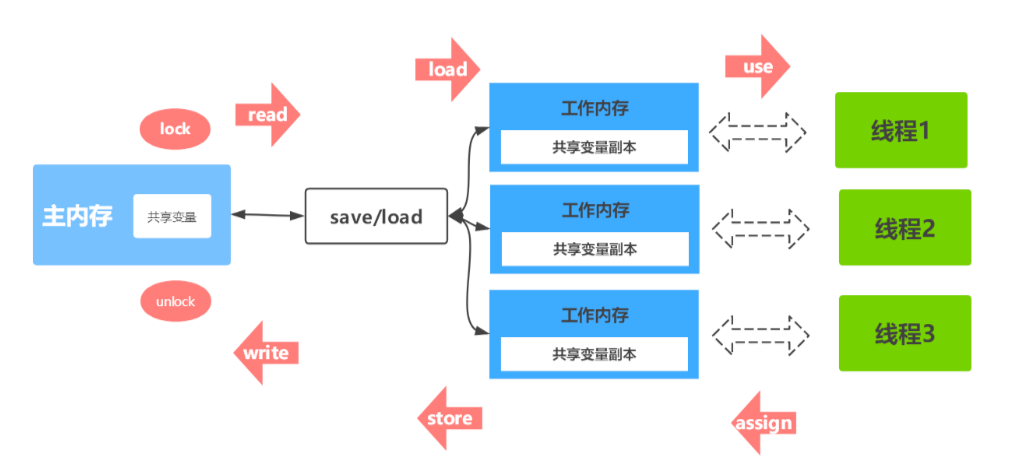 load
use
read
lock
工作内存
共享变量副本
线程1
主内存
共享变量
save/load
工作内存
共享变量副本
线程2
unlock
工作内存
共享变量副本
线程3
write
store
assign